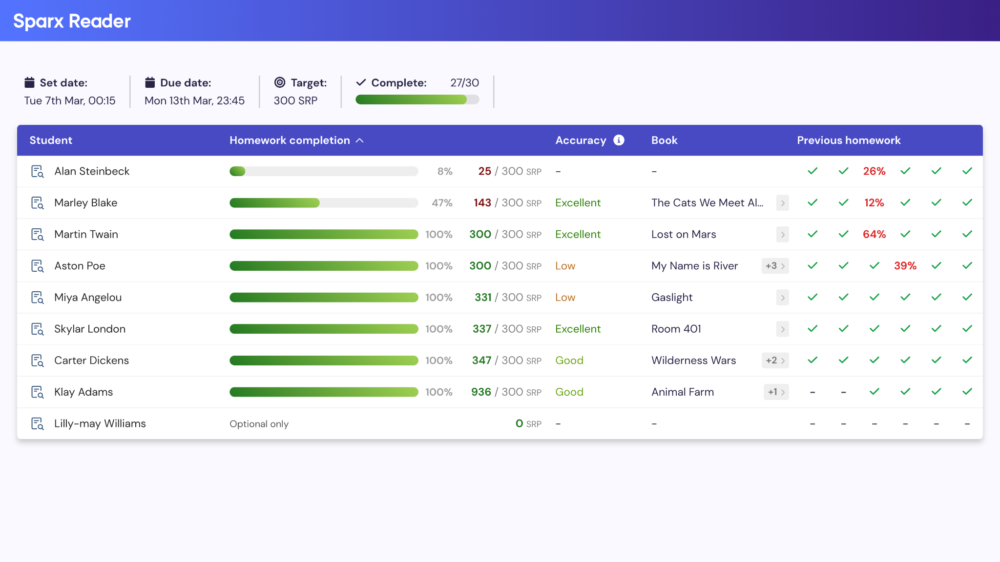 Sparx Reader
Set date: Due date: Target: Complete: 27/30
Tue 7th Mar, 00:15 Mon 13th Mar, 23:45 300 SRP
Student Homework completion Accuracy Book Previous homework
Alan Steinbeck 8% 25 / 300 SRP - - 26%
Marley Blake 47% 143 / 300 SRP Excellent The Cats We Meet Al... 12%
Martin Twain 100% 300 / 300 SRP Excellent Lost on Mars 64%
Aston Poe 100% 300 / 300 SRP Low My Name is River +3 39%
Miya Angelou 100% 331 / 300 SRP Low Gaslight
Skylar London 100% 337 / 300 SRP Excellent Room 401
Carter Dickens 100% 347 / 300 SRP Good Wilderness Wars +2
Klay Adams 100% 936 / 300 SRP Good Animal Farm +1 - -
Lilly-may Williams Optional only 0 SRP - - - - - - - -